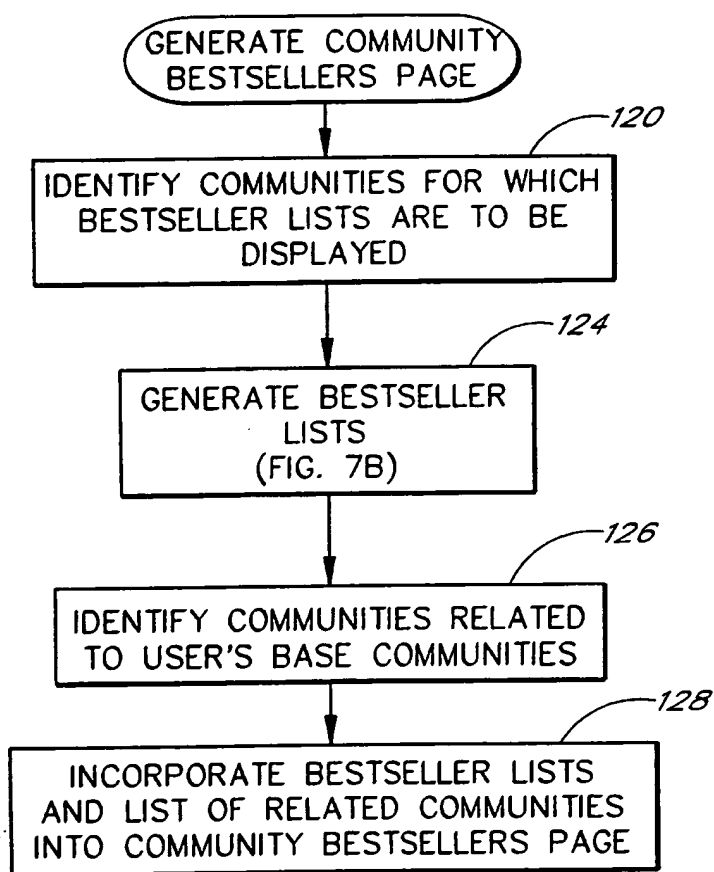 GENERATE COMMUNITY
BESTSELLERS PAGE
120
IDENTIFY COMMUNITIES FOR WHICH
BESTSELLER LISTS ARE TO BE
DISPLAYED
124
GENERATE BESTSELLER
LISTS
(FIG. 7B)
126
IDENTIFY COMMUNITIES RELATED
TO USER'S BASE COMMUNITIES
128
INCORPORATE BESTSELLER LISTS
AND LIST OF RELATED COMMUNITIES
INTO COMMUNITY BESTSELLERS PAGE